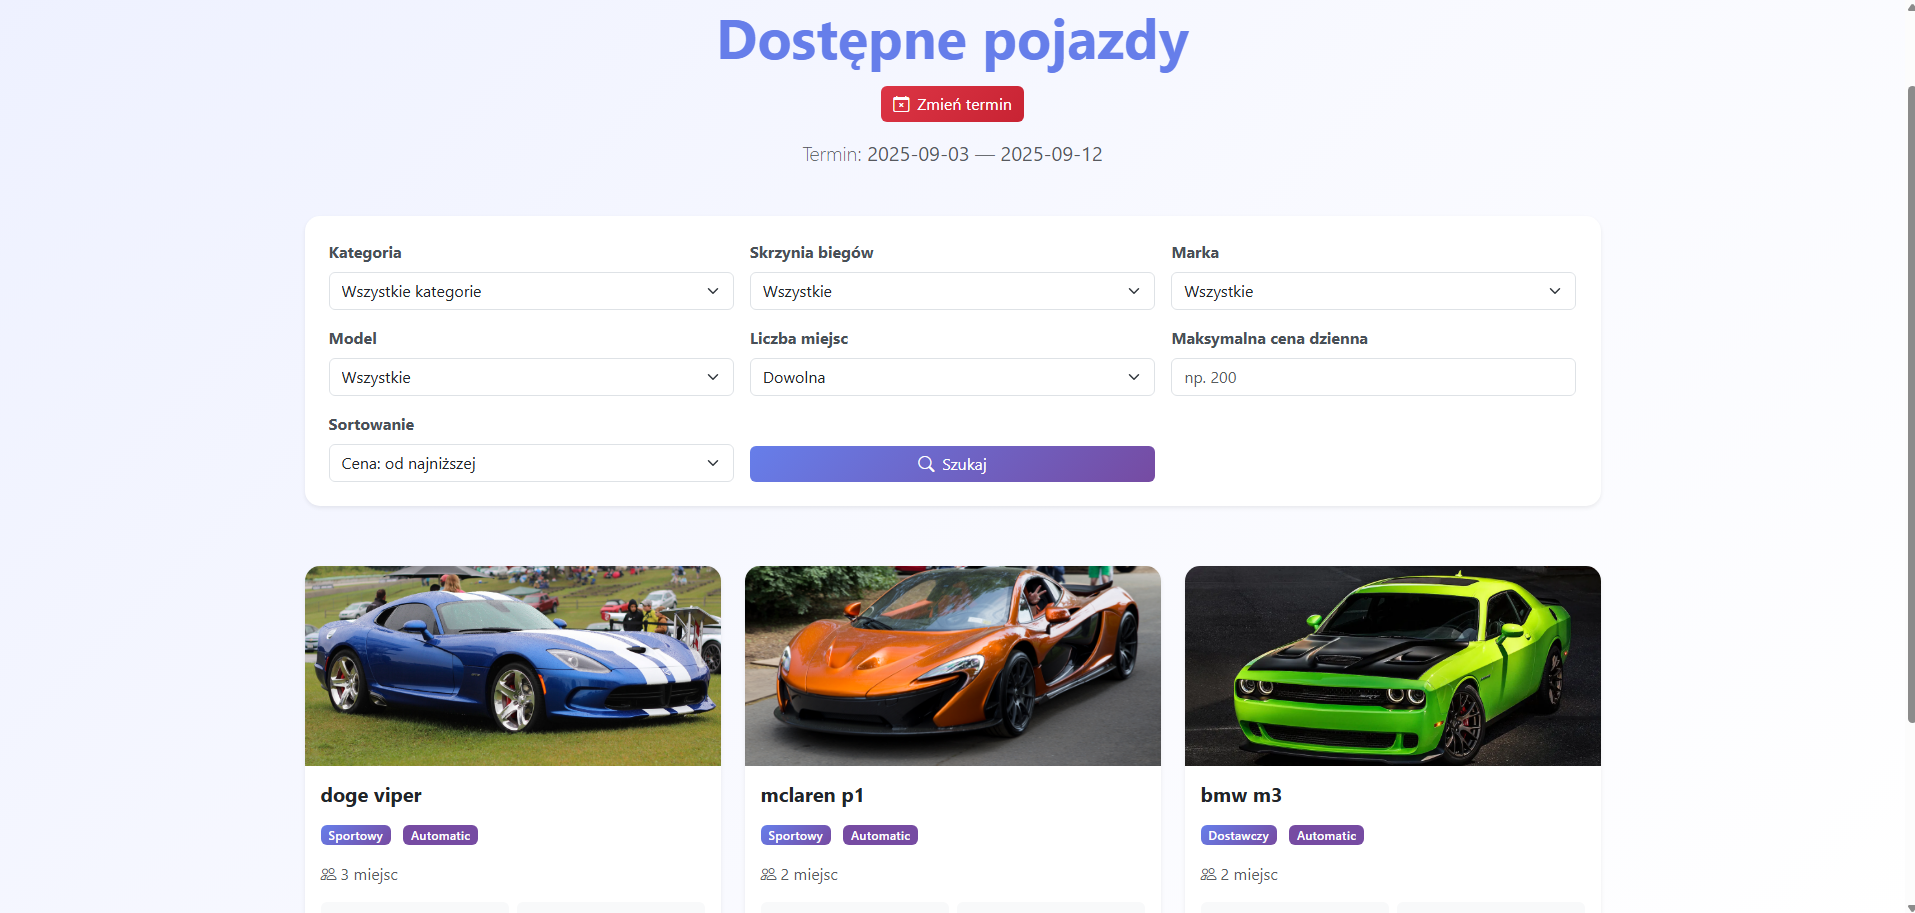 Dostępne pojazdy
Zmień termin
Termin: 2025-09-03 — 2025-09-12
Kategoria
Wszystkie kategorie
Skrzynia biegów
Wszystkie
Marka
Wszystkie
Model
Wszystkie
Liczba miejsc
Dowolna
Maksymalna cena dzienna
np. 200
Sortowanie
Cena: od najniższej
Szukaj
doge viper
Sportowy Automatic
3 miejsc
mclaren p1
Sportowy Automatic
2 miejsc
bmw m3
Dostawczy Automatic
2 miejsc